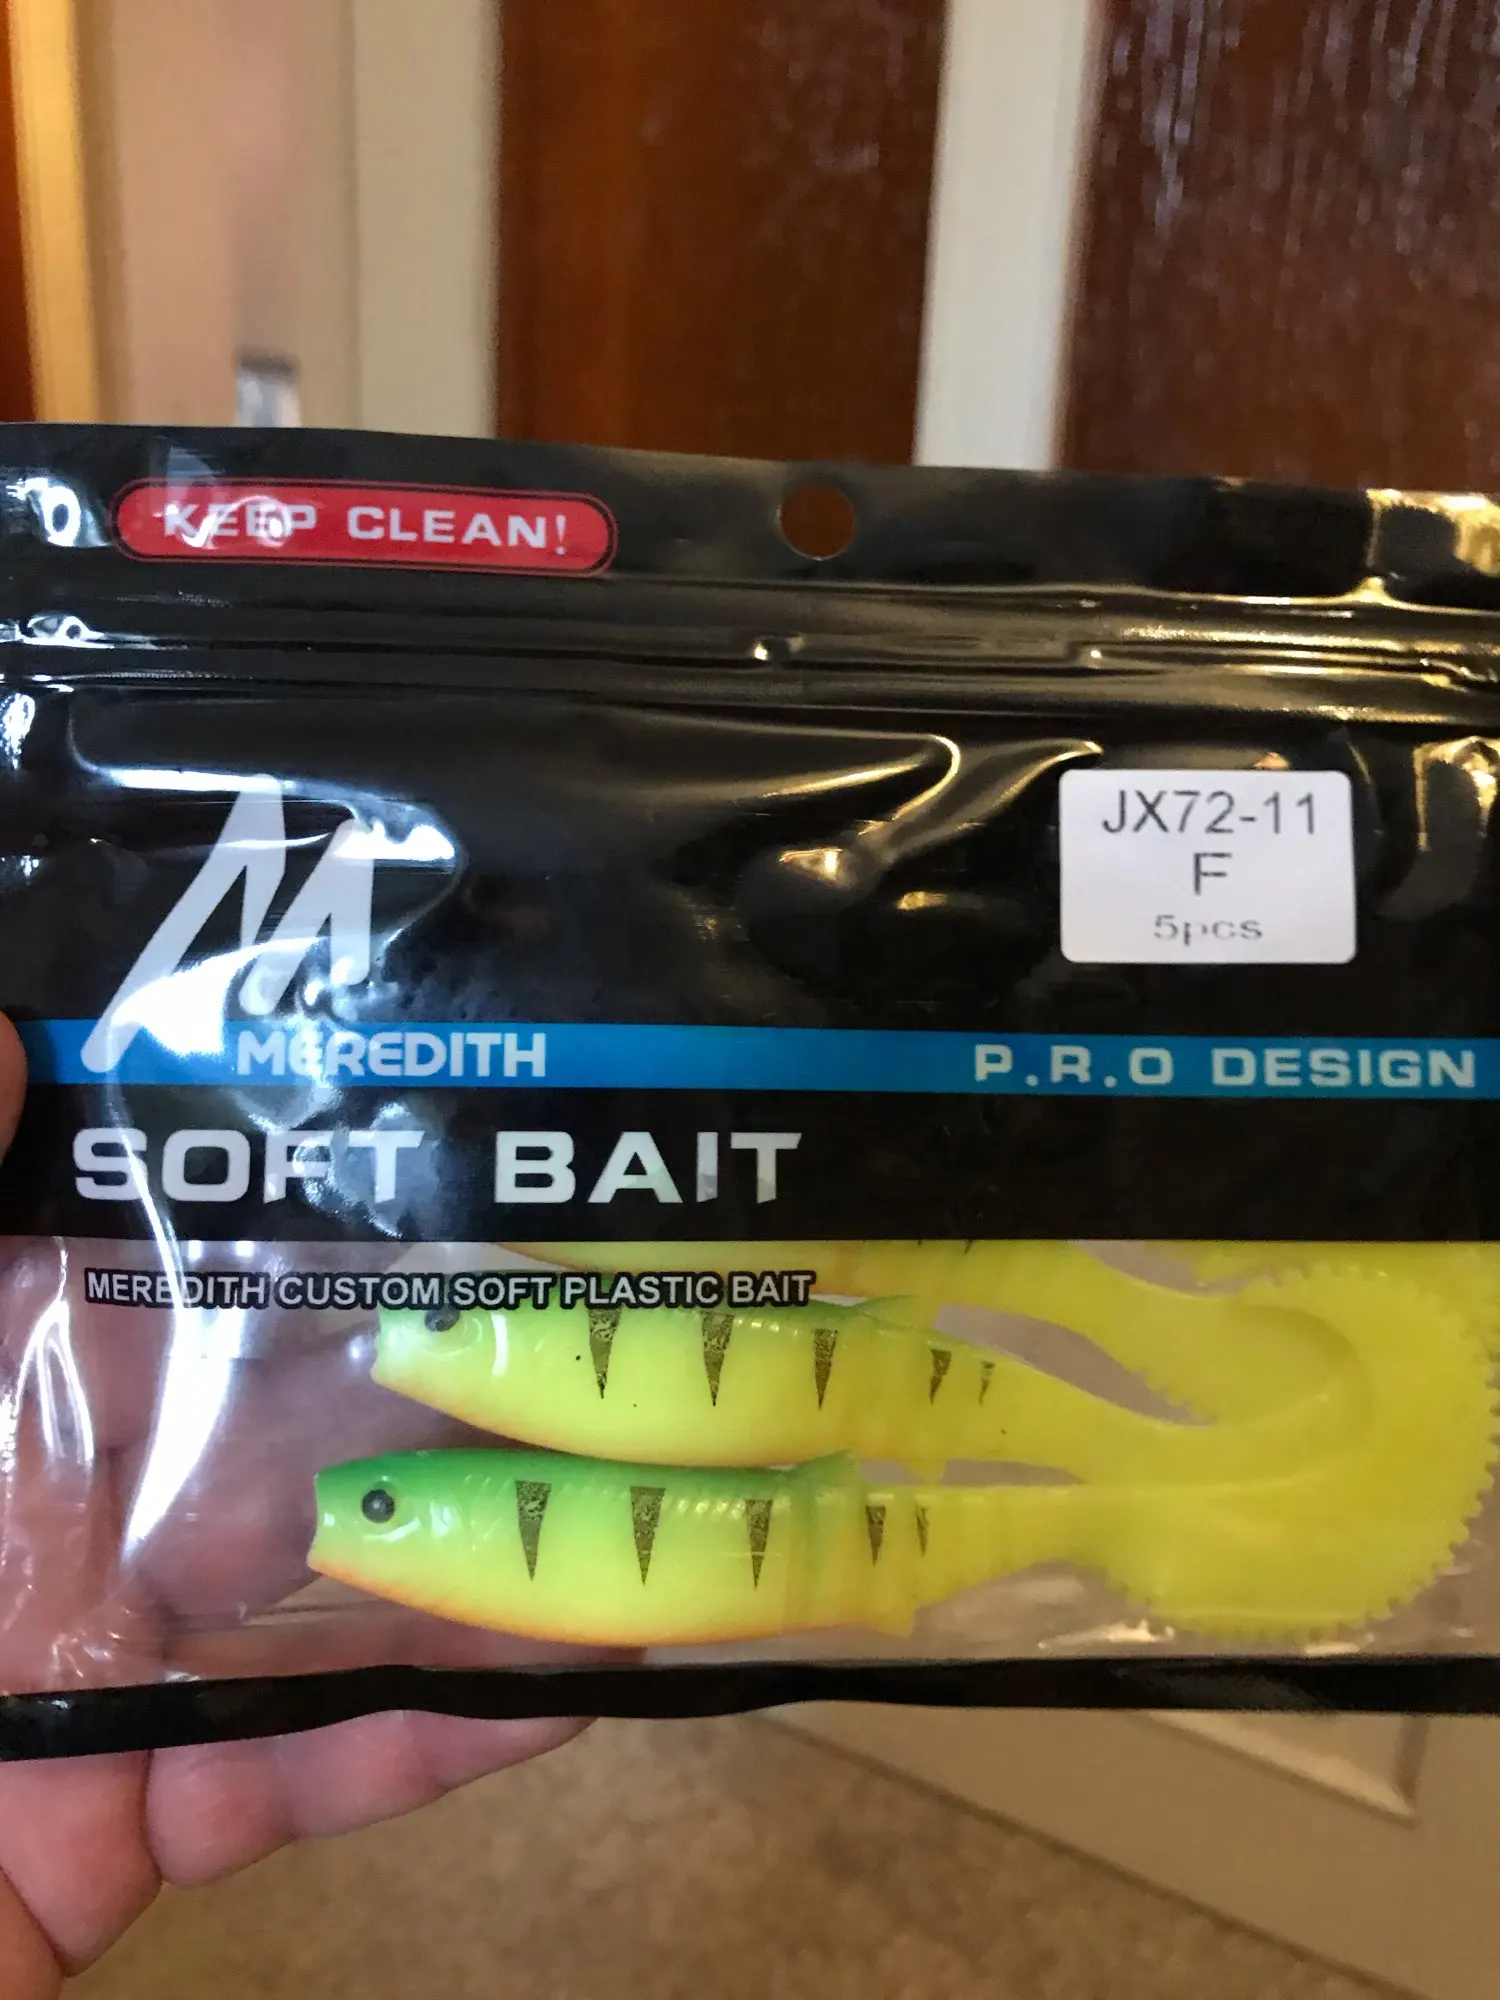 KEEP CLEAN!
JX72-11
F
5pcs
MEREDITH
P.R.O DESIGN
SOFT BAIT
MEREDITH CUSTOM SOFT PLASTIC BAIT